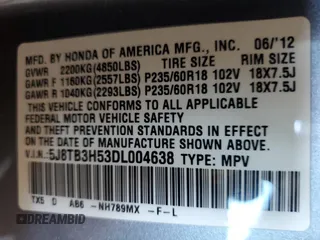 MFD. BY HONDA OF AMERICA MFG., INC. 06/'12
GVWR 2200KG(4850LBS) TIRE SIZE RIM SIZE
GAWR F 1160KG(2557LBS) P235/60R18 102V 18X7.5J
GAWR R 1040KG(2293LBS) P235/60R18 102V 18X7.5J
THIS VEHICLE CONFORMS TO ALL APPLICABLE
FEDERAL MOTOR VEHICLE SAFETY AND
THEFT PREVENTION STANDARDS IN EFFECT ON
THE DATE OF MANUFACTURE SHOWN ABOVE.
V.I.N:5J8TB3H53DL004638 TYPE: MPV
TX5 D AB6 -NH789MX -F-L
DREAMBID